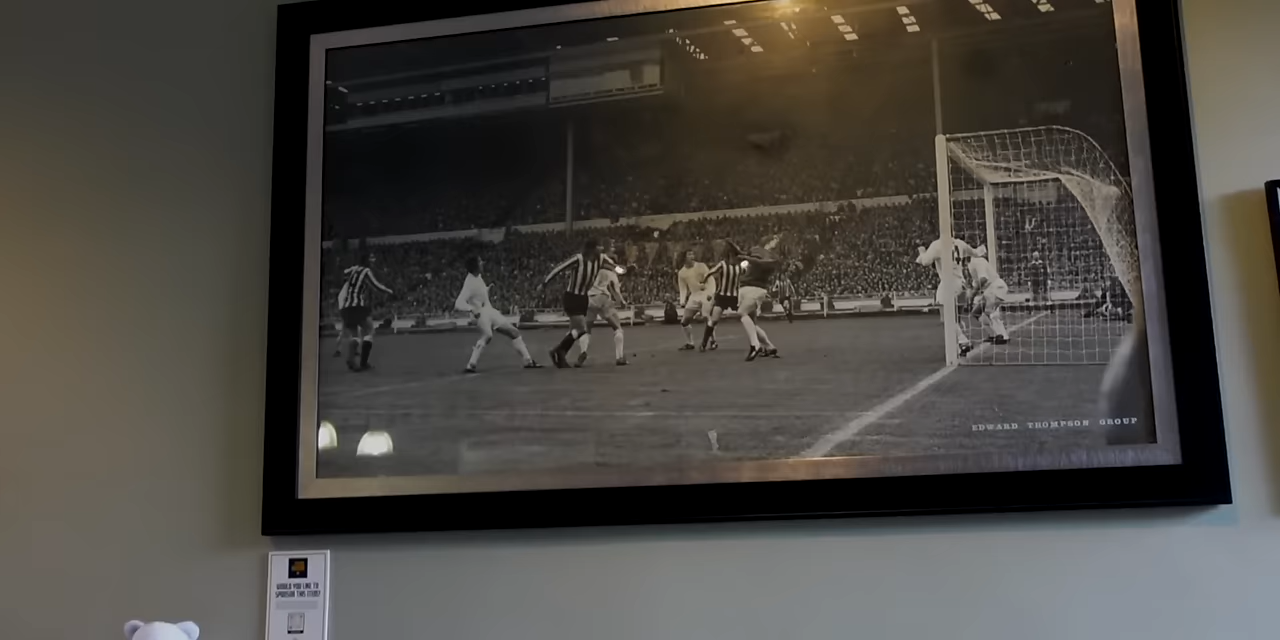 EDWARD THOMPSON GROUP
WOULD YOU LIKE TO
SPONSOR THIS ITEM?